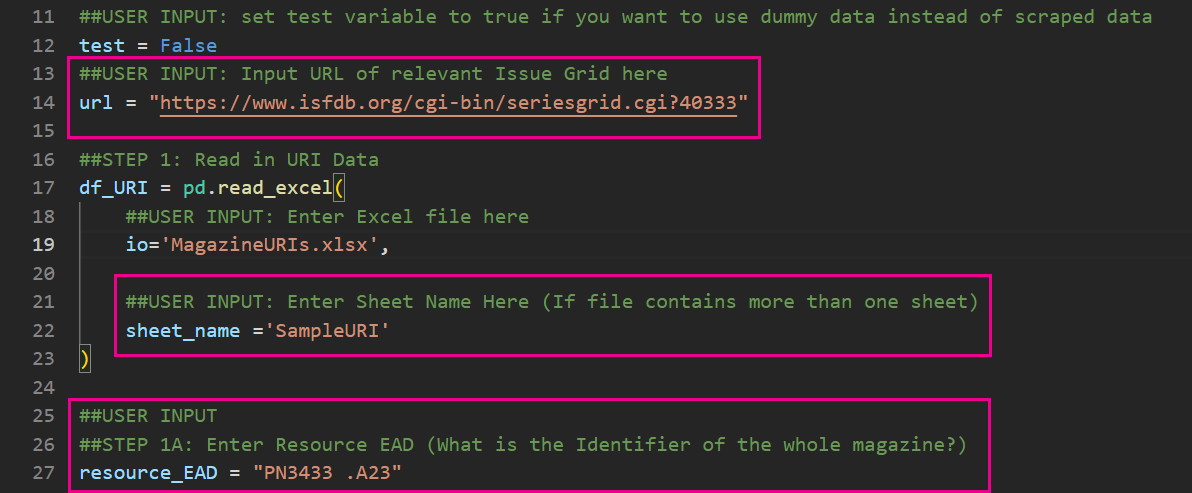 11 ##USER INPUT: set test variable to true if you want to use dummy data instead of scraped data
12 test = False
13 ##USER INPUT: Input URL of relevant Issue Grid here
14 url = "https://www.isfdb.org/cgi-bin/seriesgrid.cgi?40333"
15
16 ##STEP 1: Read in URI Data
17 df_URI = pd.read_excel(
18 ##USER INPUT: Enter Excel file here
19 io='MagazineURIs.xlsx',
20
21 ##USER INPUT: Enter Sheet Name Here (If file contains more than one sheet)
22 sheet_name ='SampleURI'
23 )
24
25 ##USER INPUT
26 ##STEP 1A: Enter Resource EAD (What is the Identifier of the whole magazine?)
27 resource_EAD = "PN3433 .A23"